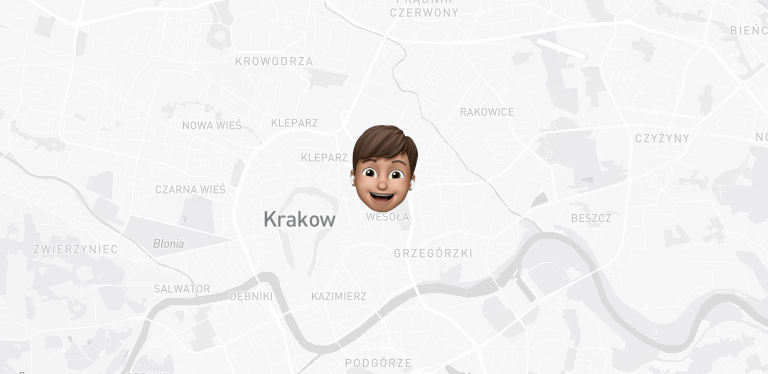 PRĄDNIK
CZERWONY
KROWODRZA
RAKOWICE
NOWA WIEŚ
KLEPARZ
CZYŻYNY
KLEPARZ
CZARNA WIEŚ
Krakow
WESOŁA
BESZCZ
Błonia
ZWIERZYNIEC
GRZEGÓRZKI
SALWATOR
DĘBNIKI
KAZIMIERZ
PODGÓRZE